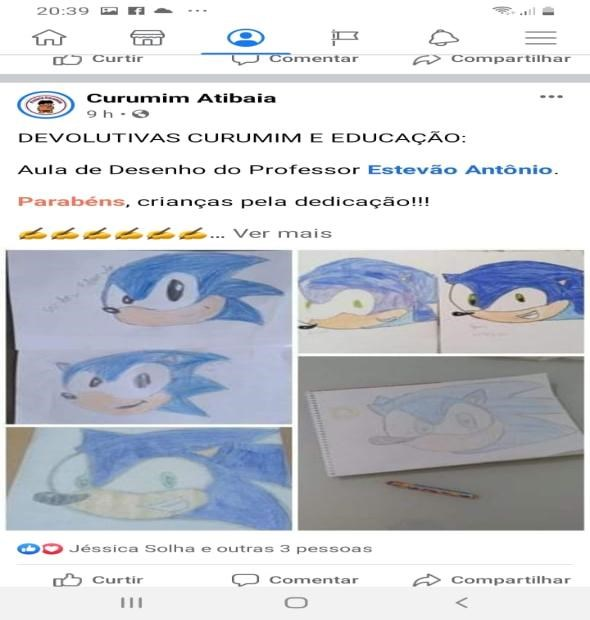 20:39
Curtir Comentar Compartilhar
Curumim Atibaia
9 h
DEVOLUTIVAS CURUMIM E EDUCAÇÃO:
Aula de Desenho do Professor Estevão Antônio.
Parabéns, crianças pela dedicação!!!
... Ver mais
Jéssica Solha e outras 3 pessoas
Curtir Comentar Compartilhar